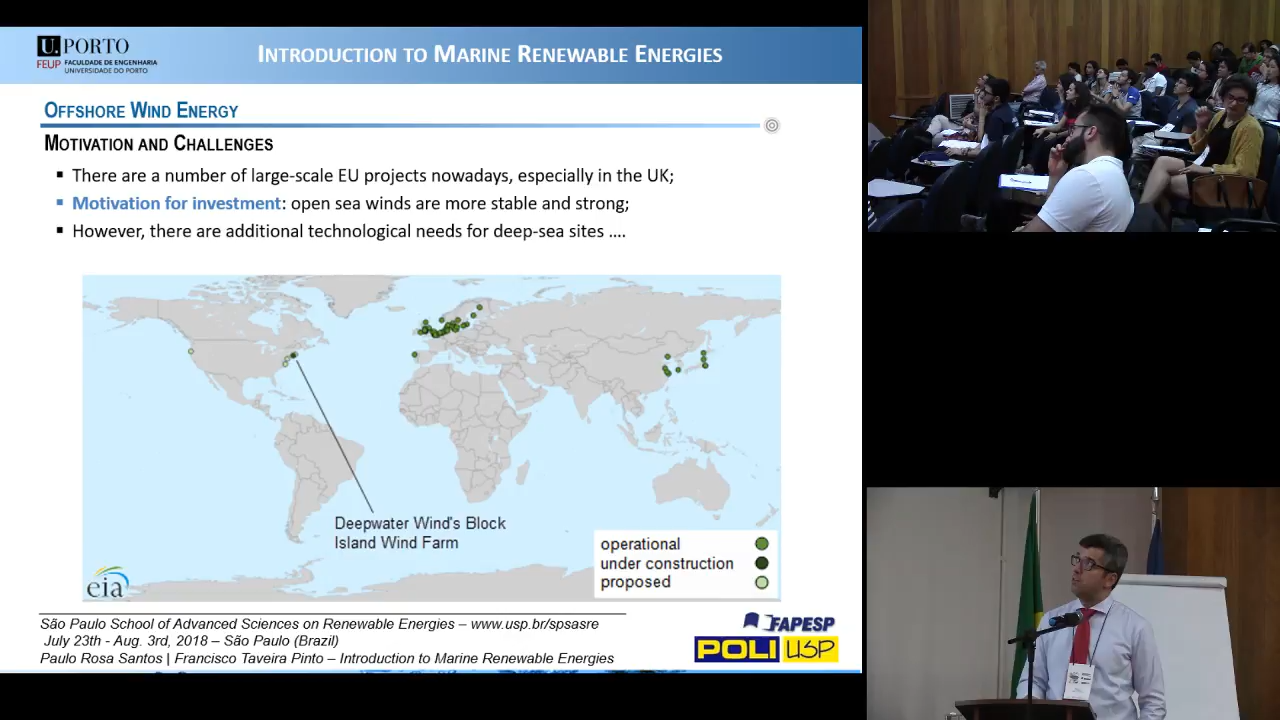 U.PORTO
FEUP FACULDADE DE ENGENHARIA
UNIVERSIDADE DO PORTO
INTRODUCTION TO MARINE RENEWABLE ENERGIES
OFFSHORE WIND ENERGY
MOTIVATION AND CHALLENGES
▪ There are a number of large-scale EU projects nowadays, especially in the UK;
▪ Motivation for investment: open sea winds are more stable and strong;
▪ However, there are additional technological needs for deep-sea sites ....
Deepwater Wind's Block
Island Wind Farm
operational
under construction
proposed
eia
São Paulo School of Advanced Sciences on Renewable Energies – www.usp.br/spsasre
July 23th - Aug. 3rd, 2018 – São Paulo (Brazil)
Paulo Rosa Santos | Francisco Taveira Pinto – Introduction to Marine Renewable Energies
FAPESP
POLI USP